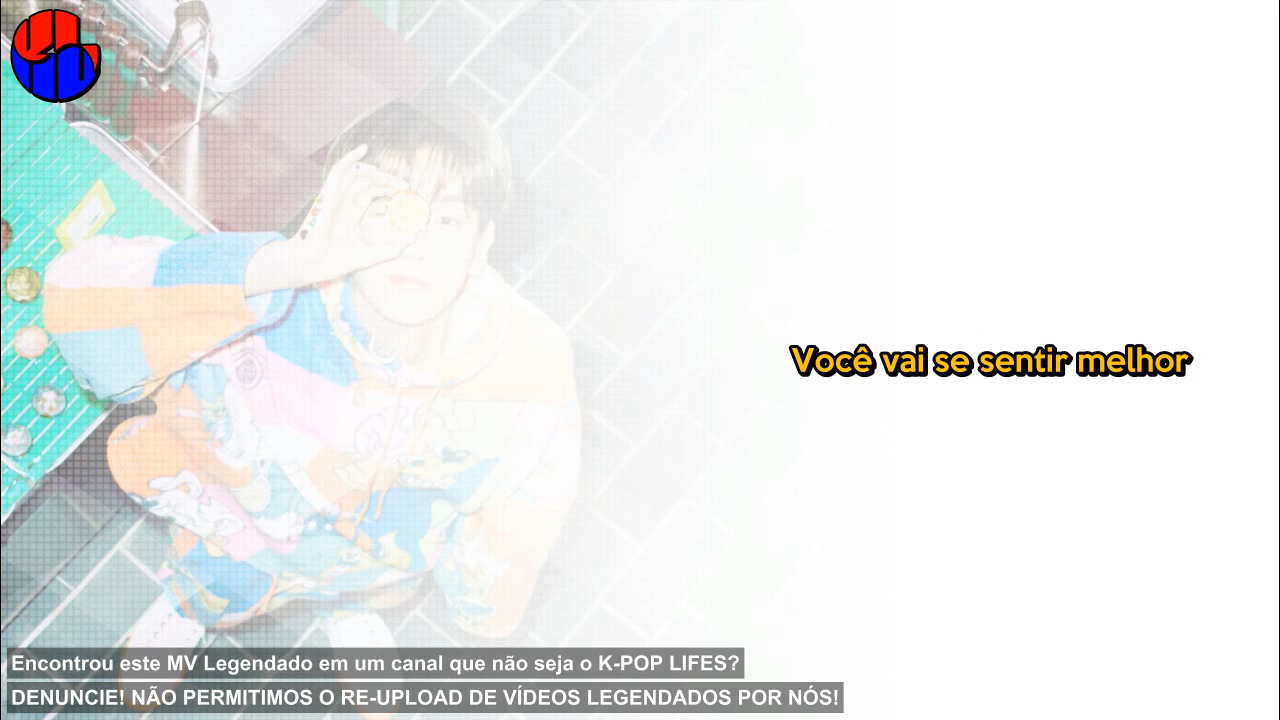 Você vai se sentir melhor
Encontrou este MV Legendado em um canal que não seja o K-POP LIFES?
DENUNCIE! NÃO PERMITIMOS O RE-UPLOAD DE VÍDEOS LEGENDADOS POR NÓS!